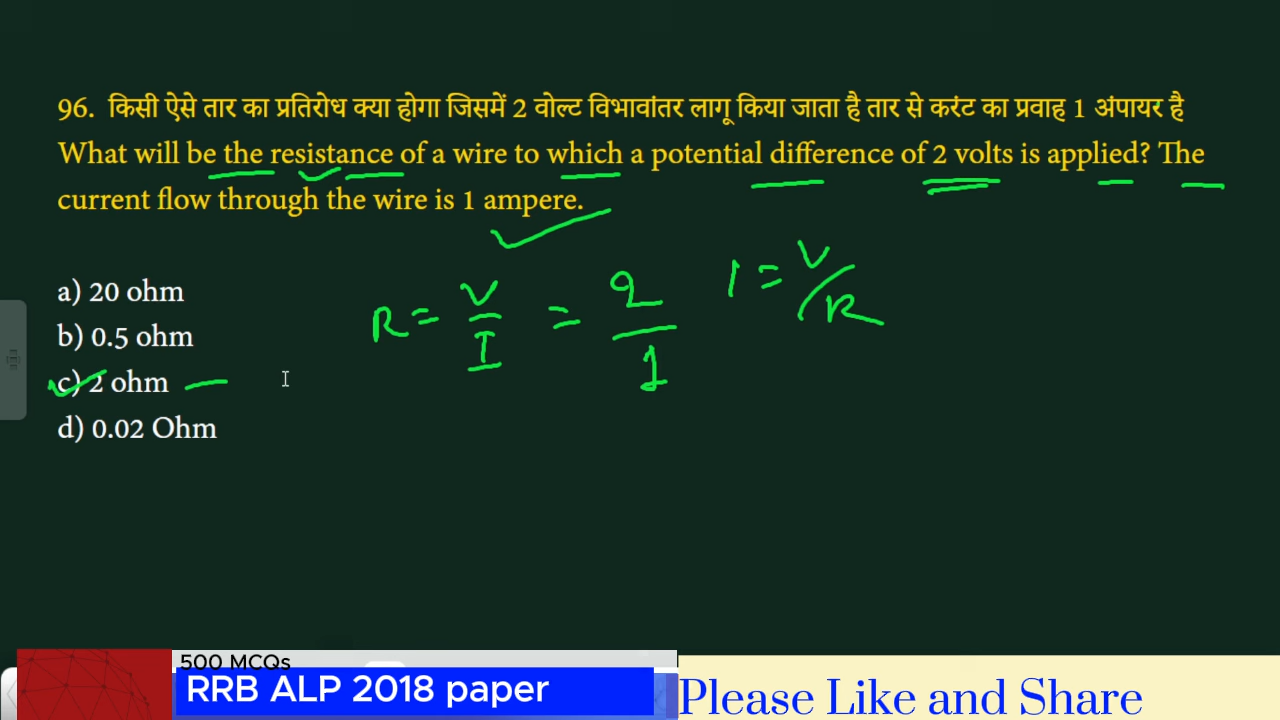 96. किसी ऐसे तार का प्रतिरोध क्या होगा जिसमें 2 वोल्ट विभावांतर लागू किया जाता है तार से करंट का प्रवाह 1 अंपायर है
What will be the resistance of a wire to which a potential difference of 2 volts is applied? The
current flow through the wire is 1 ampere.
a) 20 ohm
b) 0.5 ohm
c) 2 ohm
d) 0.02 Ohm
R = V/I = 2/1
I = V/R
500 MCQs
RRB ALP 2018 paper
Please Like and Share